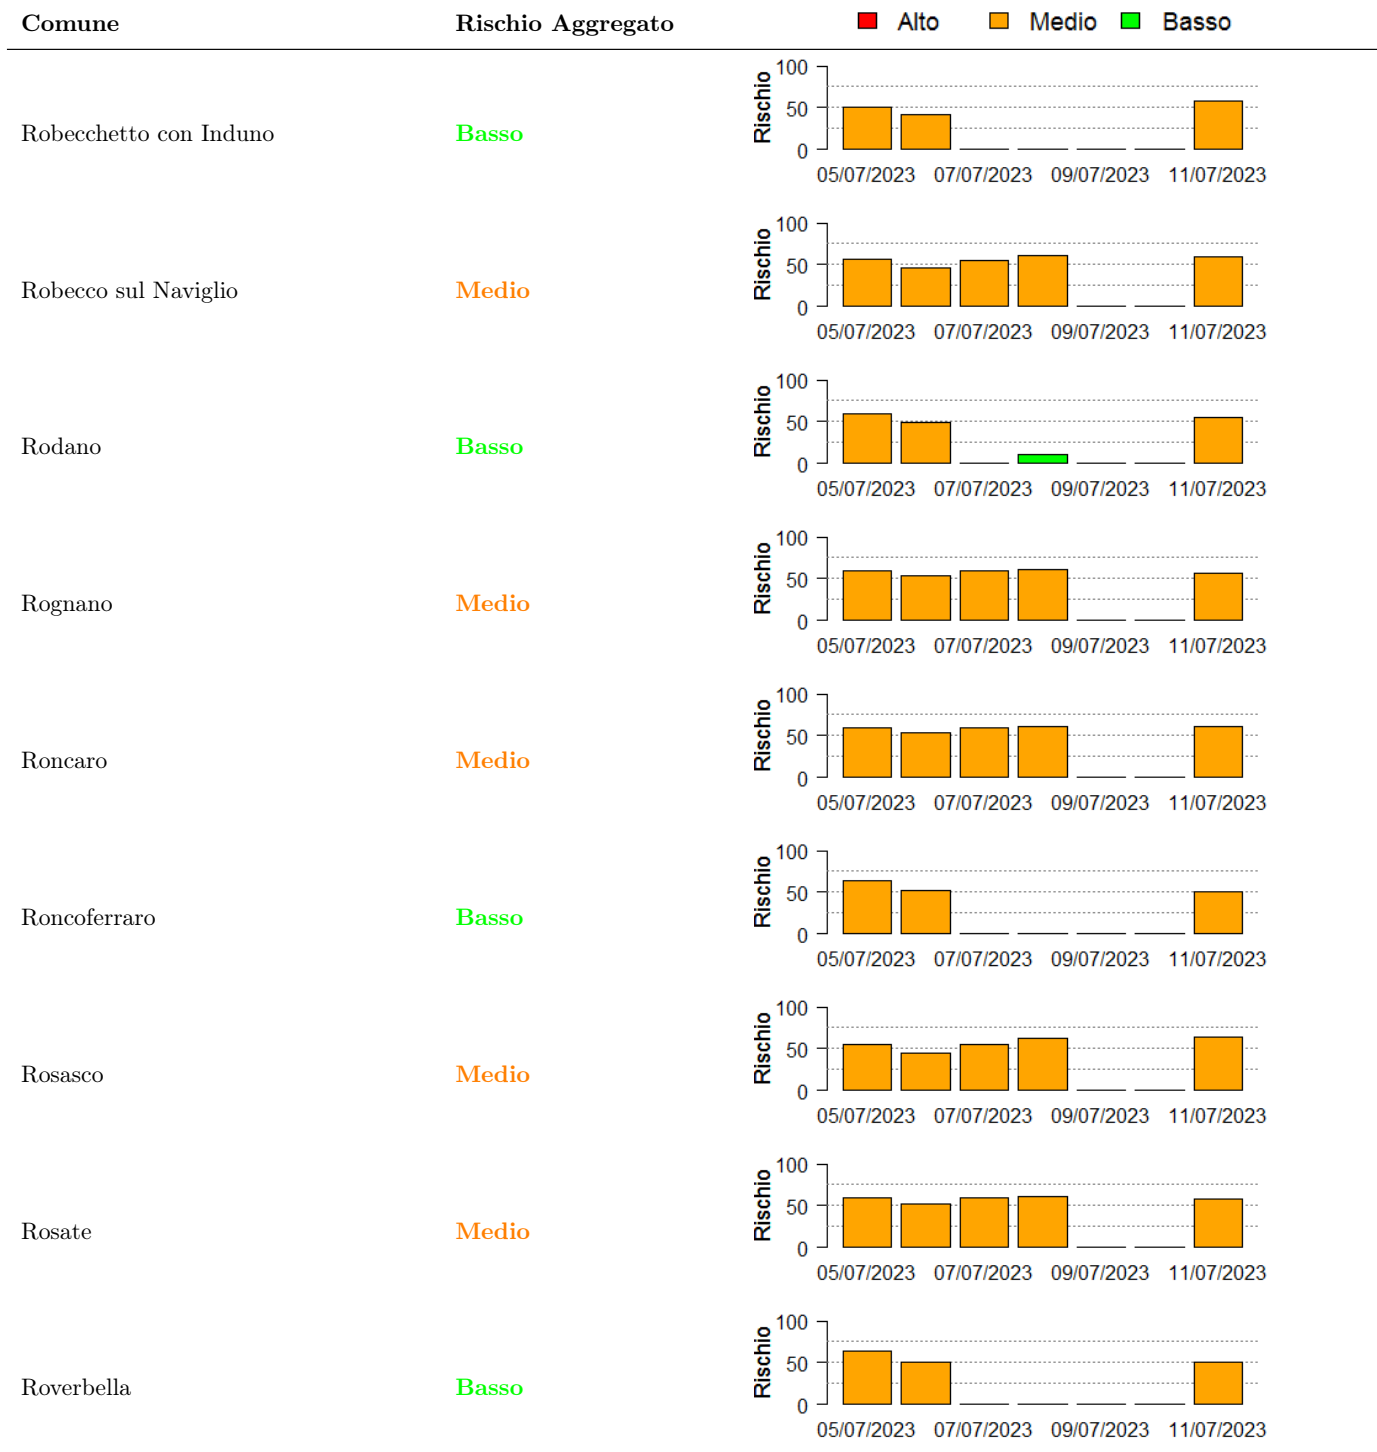 Comune Rischio Aggregato Alto Medio Basso
Robecchetto con Induno Basso
Rischio
100
50
0
05/07/2023 07/07/2023 09/07/2023 11/07/2023
Robecco sul Naviglio Medio
Rischio
100
50
0
05/07/2023 07/07/2023 09/07/2023 11/07/2023
Rodano Basso
Rischio
100
50
0
05/07/2023 07/07/2023 09/07/2023 11/07/2023
Rognano Medio
Rischio
100
50
0
05/07/2023 07/07/2023 09/07/2023 11/07/2023
Roncaro Medio
Rischio
100
50
0
05/07/2023 07/07/2023 09/07/2023 11/07/2023
Roncoferraro Basso
Rischio
100
50
0
05/07/2023 07/07/2023 09/07/2023 11/07/2023
Rosasco Medio
Rischio
100
50
0
05/07/2023 07/07/2023 09/07/2023 11/07/2023
Rosate Medio
Rischio
100
50
0
05/07/2023 07/07/2023 09/07/2023 11/07/2023
Roverbella Basso
Rischio
100
50
0
05/07/2023 07/07/2023 09/07/2023 11/07/2023